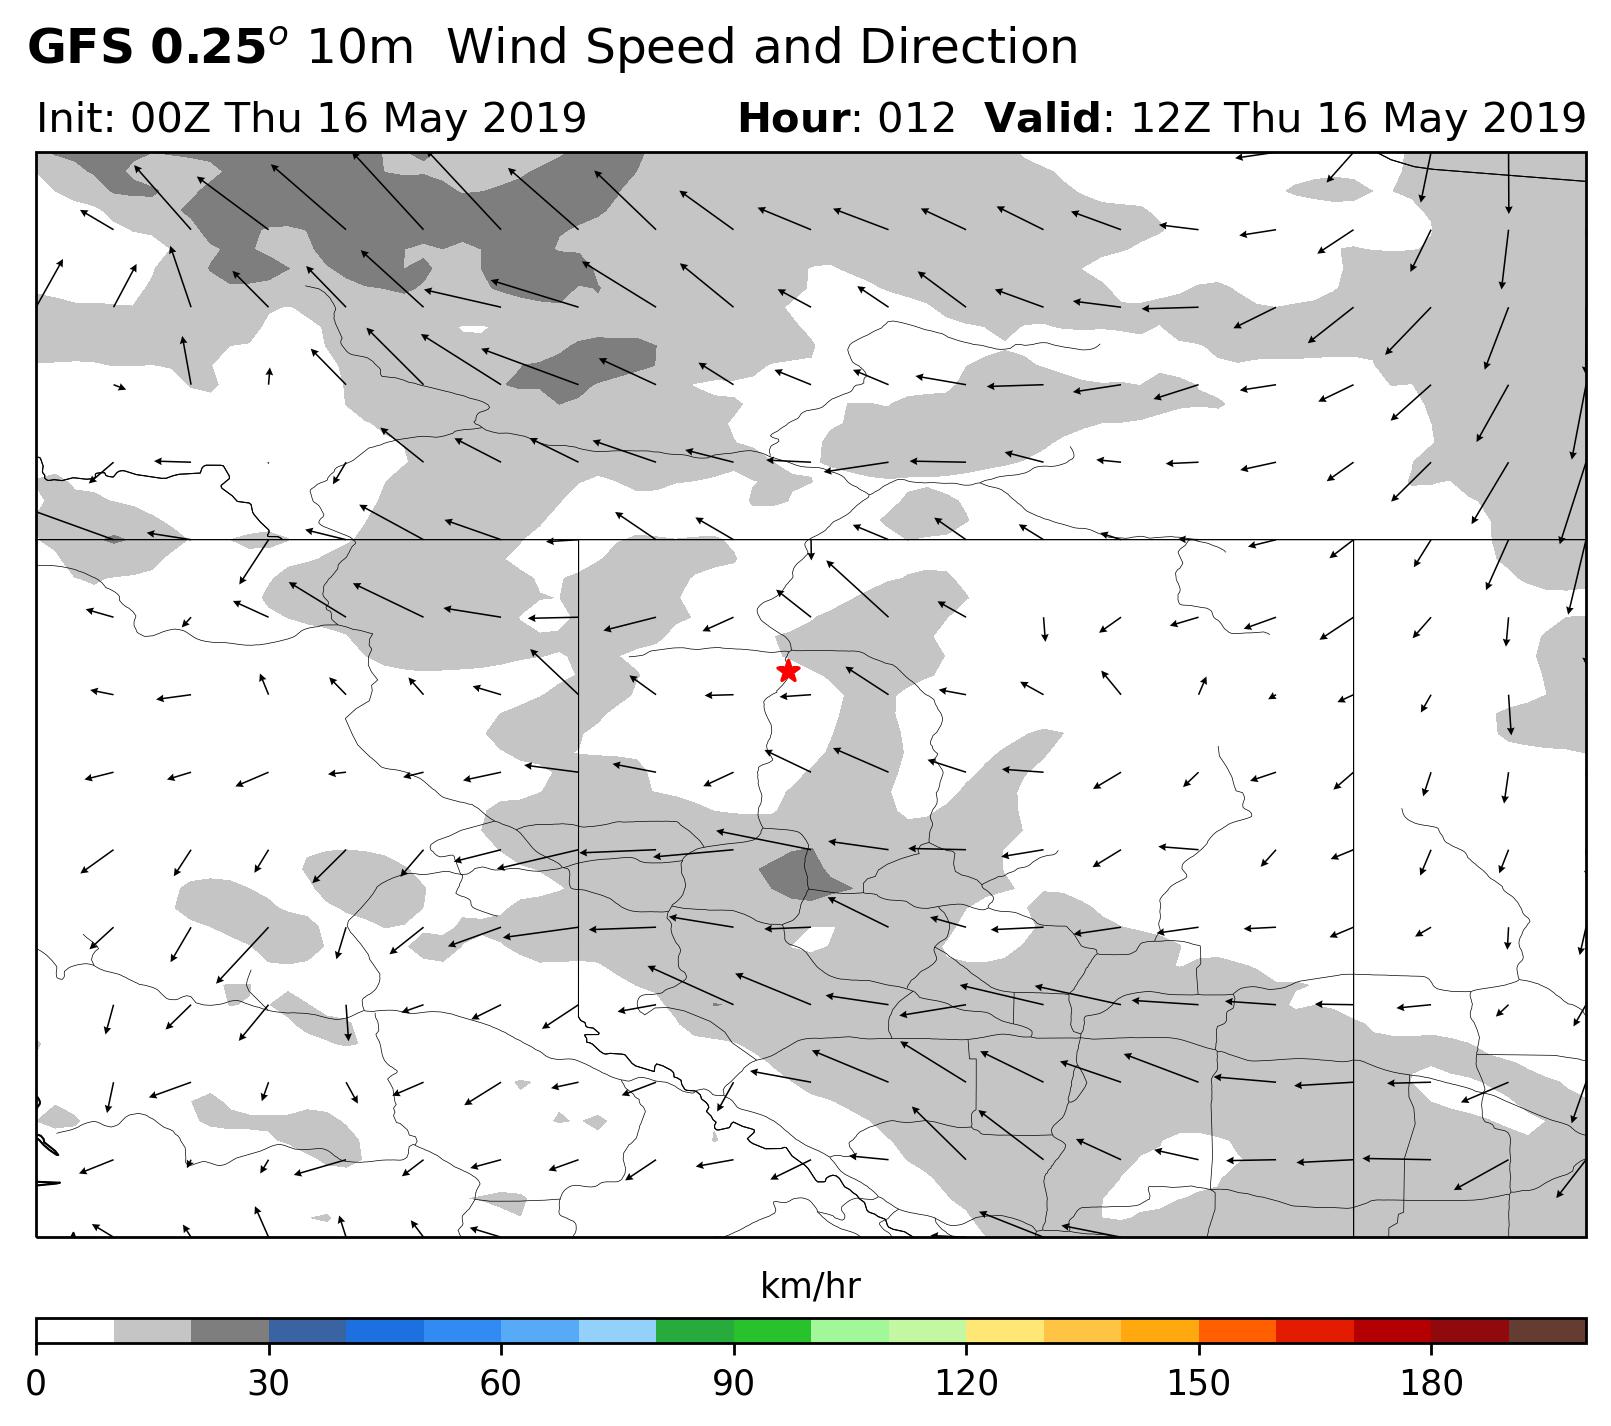 GFS 0.25° 10m Wind Speed and Direction
Init: 00Z Thu 16 May 2019 Hour: 012 Valid: 12Z Thu 16 May 2019
km/hr
0 30 60 90 120 150 180